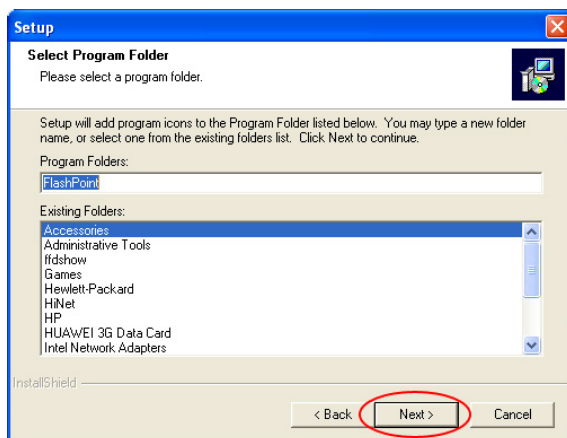 Setup
Select Program Folder
Please select a program folder.
Setup will add program icons to the Program Folder listed below. You may type a new folder
name, or select one from the existing folders list. Click Next to continue.
Program Folders:
FlashPoint
Existing Folders:
Accessories
Administrative Tools
ffdshow
Games
Hewlett-Packard
HiNet
HP
HUAWEI 3G Data Card
Intel Network Adapters
InstallShield
< Back Next > Cancel